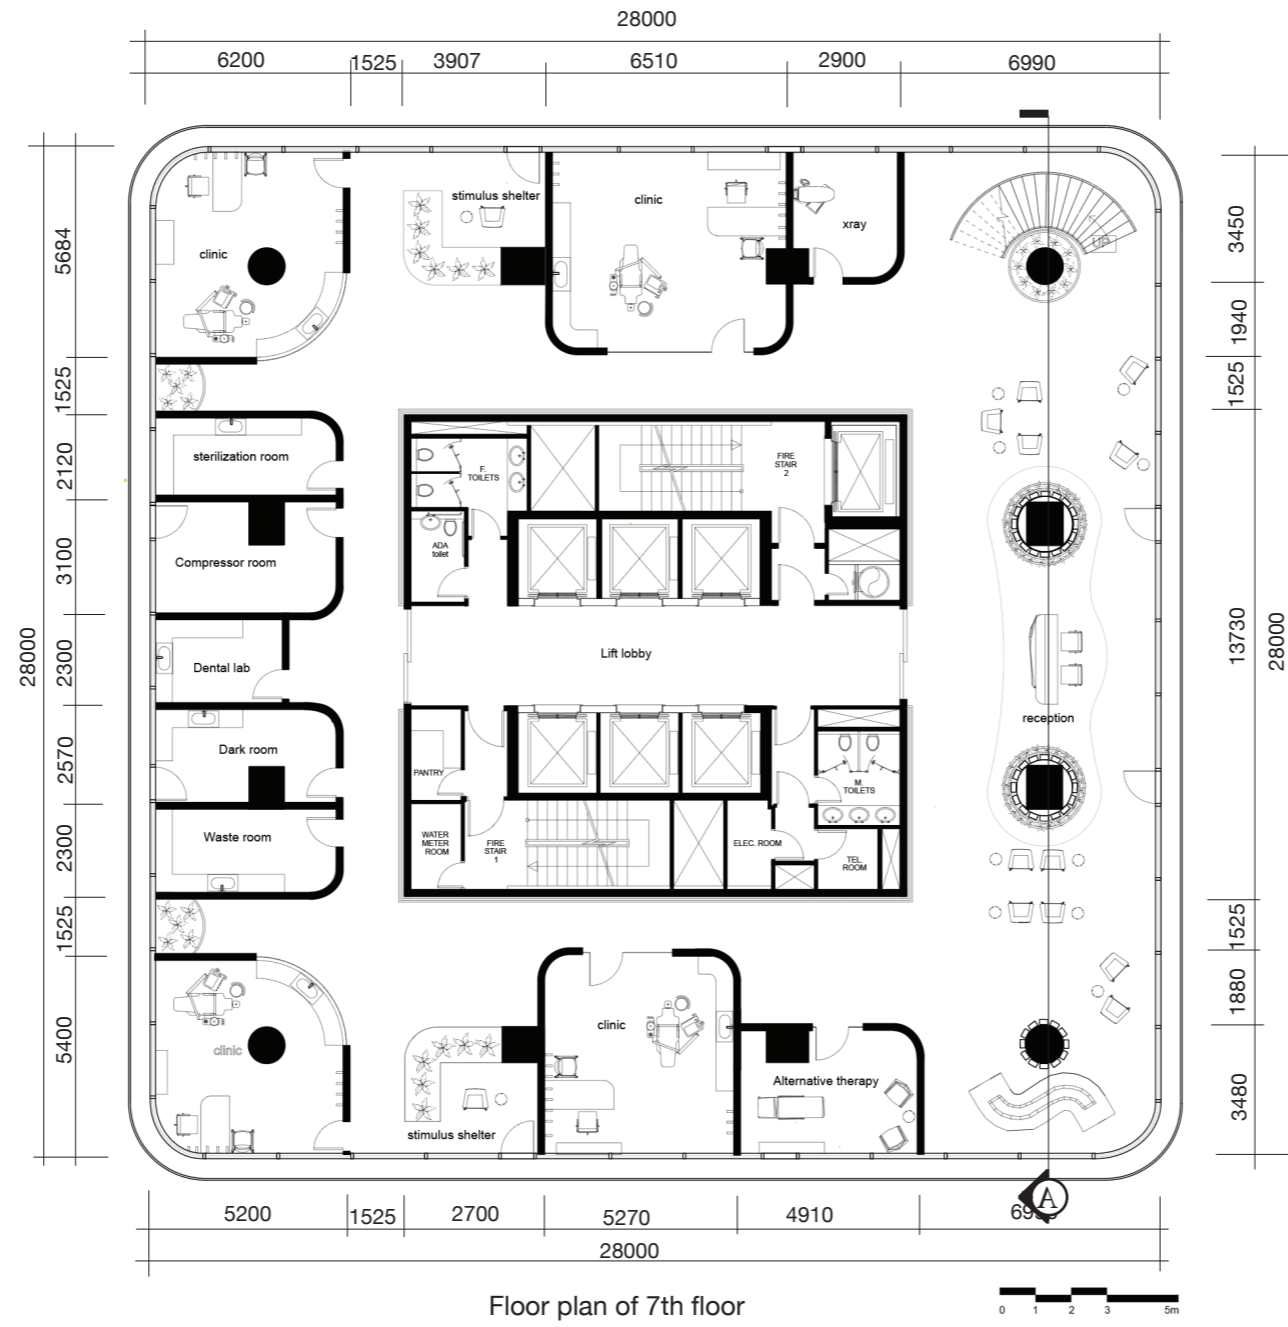 28000
6200 1525 3907 6510 2900 6990
stimulus shelter
clinic
clinic
xray
UP
5684
1525
2120
3100
2300
2570
2300
1525
5400
28000
3450
1940
1525
13730
1525
1880
3480
28000
sterilization room
Compressor room
Dental lab
Dark room
Waste room
F.
TOILETS
ADA
toilet
FIRE
STAIR
2
Lift lobby
reception
PANTRY
WATER
METER
ROOM
FIRE
STAIR
1
ELEC. ROOM
M.
TOILETS
TEL.
ROOM
clinic
clinic
stimulus shelter
Alternative therapy
A
5200 1525 2700 5270 4910
28000
Floor plan of 7th floor
0 1 2 3 5m